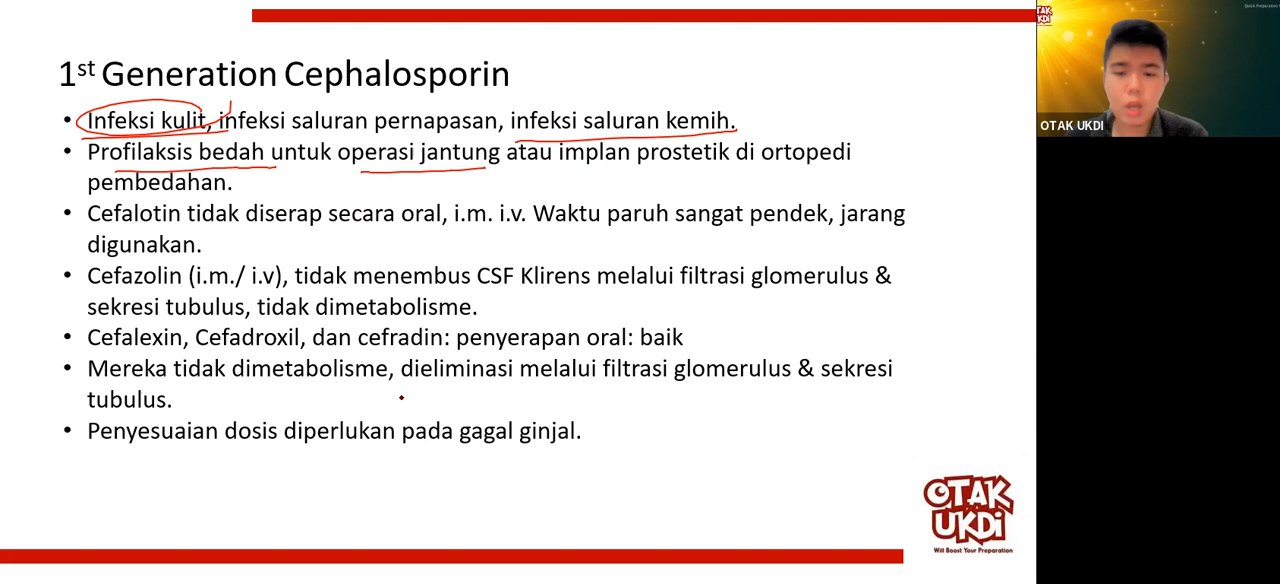 1st Generation Cephalosporin
• Infeksi kulit, infeksi saluran pernapasan, infeksi saluran kemih.
• Profilaksis bedah untuk operasi jantung atau implan prostetik di ortopedi
pembedahan.
• Cefalotin tidak diserap secara oral, i.m. i.v. Waktu paruh sangat pendek, jarang
digunakan.
• Cefazolin (i.m./ i.v), tidak menembus CSF Klirens melalui filtrasi glomerulus &
sekresi tubulus, tidak dimetabolisme.
• Cefalexin, Cefadroxil, dan cefradin: penyerapan oral: baik
• Mereka tidak dimetabolisme, dieliminasi melalui filtrasi glomerulus & sekresi
tubulus.
• Penyesuaian dosis diperlukan pada gagal ginjal.
OTAK
UKDI
Will Boost Your Preparation
OTAK
UKDI
OTAK UKDI